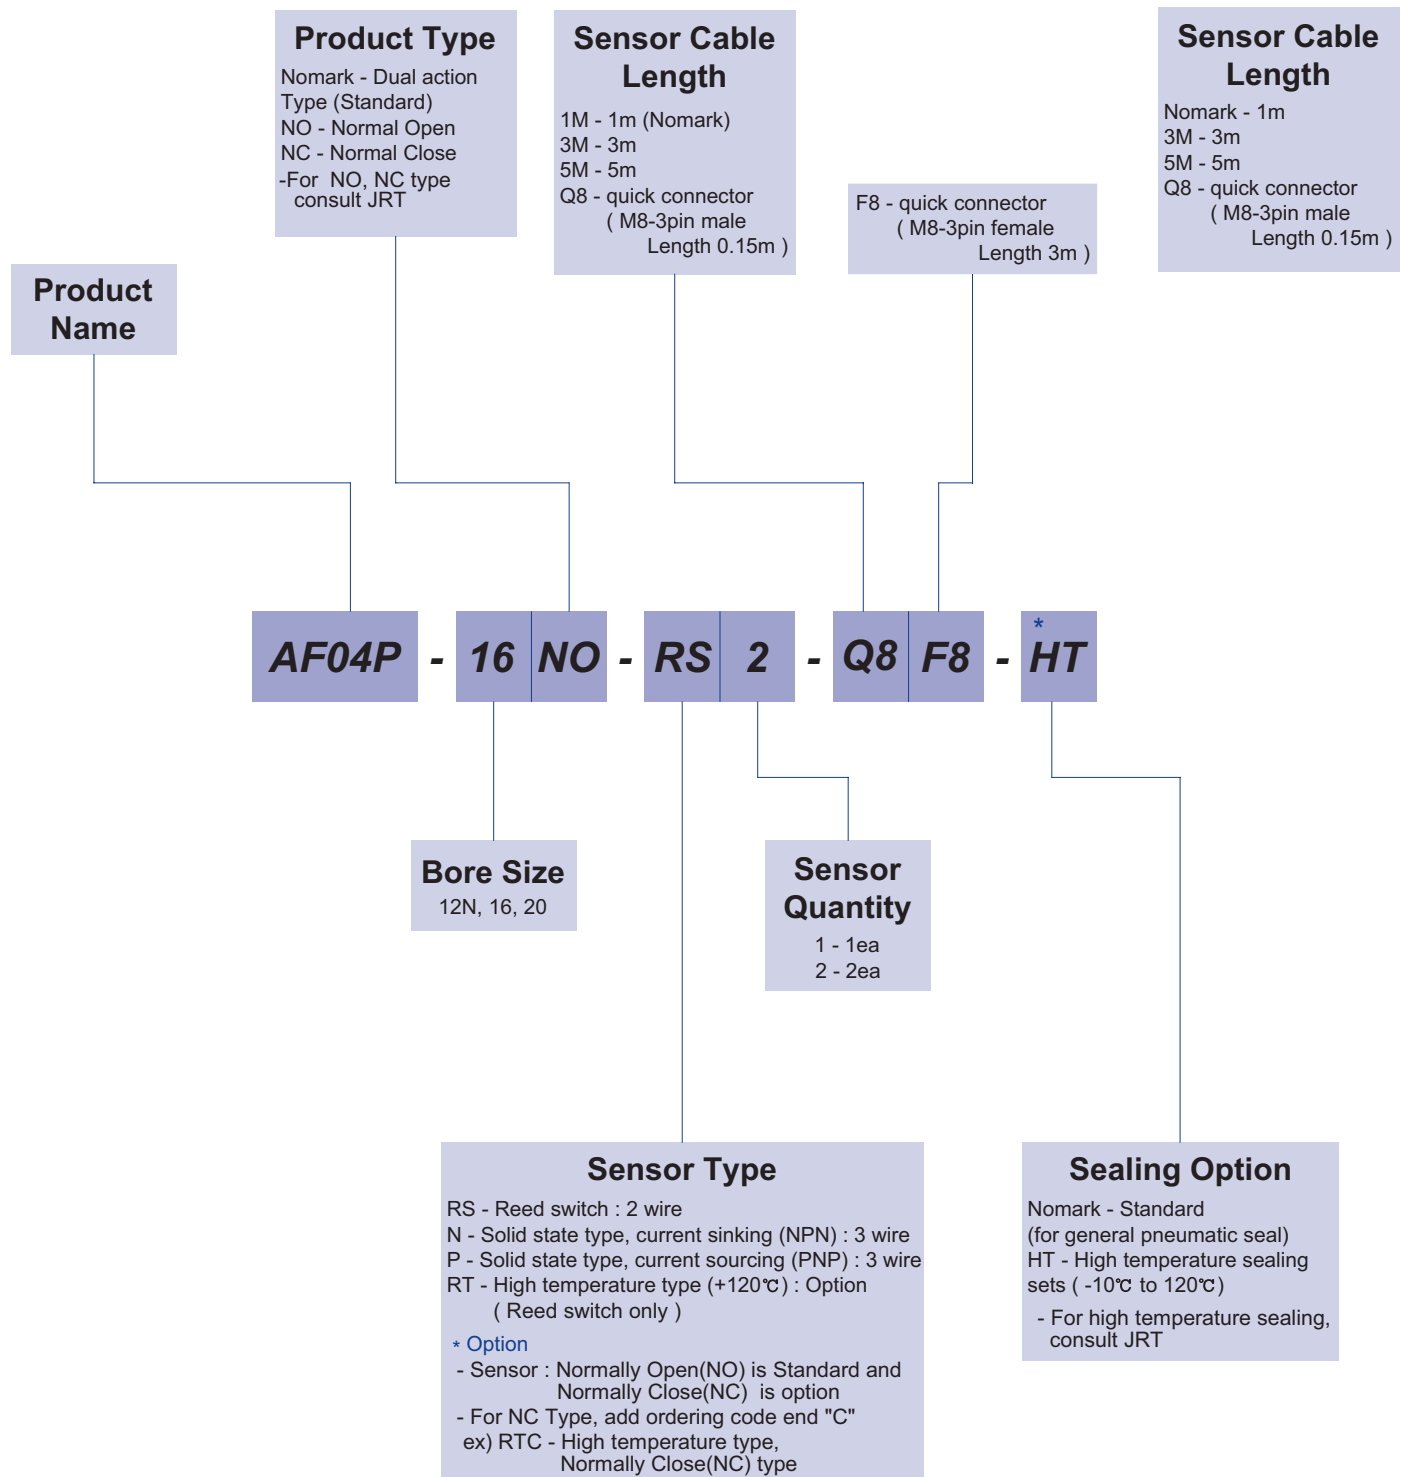 Product Type
Nomark - Dual action
Type (Standard)
NO - Normal Open
NC - Normal Close
-For NO, NC type
consult JRT
Sensor Cable
Length
1M - 1m (Nomark)
3M - 3m
5M - 5m
Q8 - quick connector
( M8-3pin male
Length 0.15m )
F8 - quick connector
( M8-3pin female
Length 3m )
Sensor Cable
Length
Nomark - 1m
3M - 3m
5M - 5m
Q8 - quick connector
( M8-3pin male
Length 0.15m )
Product
Name
AF04P - 16 NO - RS 2 - Q8 F8 - *HT
Bore Size
12N, 16, 20
Sensor
Quantity
1 - 1ea
2 - 2ea
Sensor Type
RS - Reed switch : 2 wire
N - Solid state type, current sinking (NPN) : 3 wire
P - Solid state type, current sourcing (PNP) : 3 wire
RT - High temperature type (+120℃) : Option
( Reed switch only )
* Option
- Sensor : Normally Open(NO) is Standard and
Normally Close(NC) is option
- For NC Type, add ordering code end "C"
ex) RTC - High temperature type,
Normally Close(NC) type
Sealing Option
Nomark - Standard
(for general pneumatic seal)
HT - High temperature sealing
sets ( -10℃ to 120℃)
- For high temperature sealing,
consult JRT